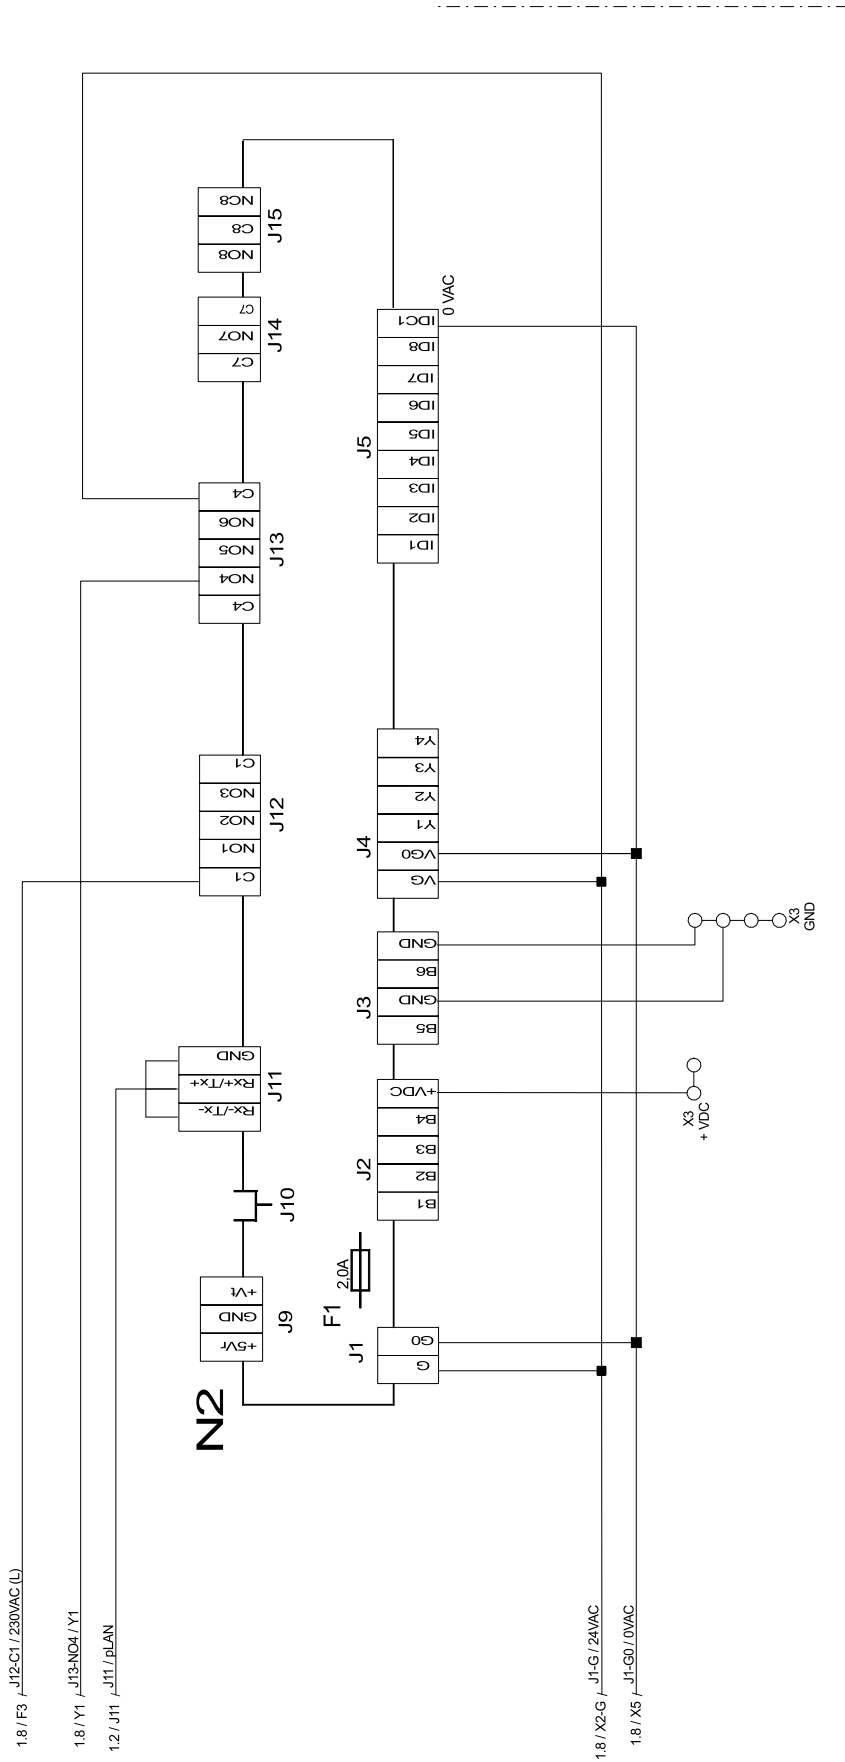 NC8
C8
NO8
J15
C7
NO7
C7
J14
C4
NO6
NO5
NO4
C4
J13
C1
NO3
NO2
NO1
C1
J12
GND
Rx+/Tx+
Rx-/Tx-
J11
J10
+Vt
GND
+5Vr
J9
N2
0 VAC
IDC1
ID8
ID7
ID6
ID5
ID4
ID3
ID2
ID1
J5
Y4
Y3
Y2
Y1
VG0
VG
J4
GND
B6
GND
B5
J3
+VDC
B4
B3
B2
B1
J2
2,0A
F1
G0
G
J1
X3
GND
X3
+ VDC
1.8 / F3
J12-C1 / 230VAC (L)
1.8 / Y1
J13-NO4 / Y1
1.2 / J11
J11 / pLAN
1.8 / X2-G
J1-G / 24VAC
1.8 / X5
J1-G0 / 0VAC